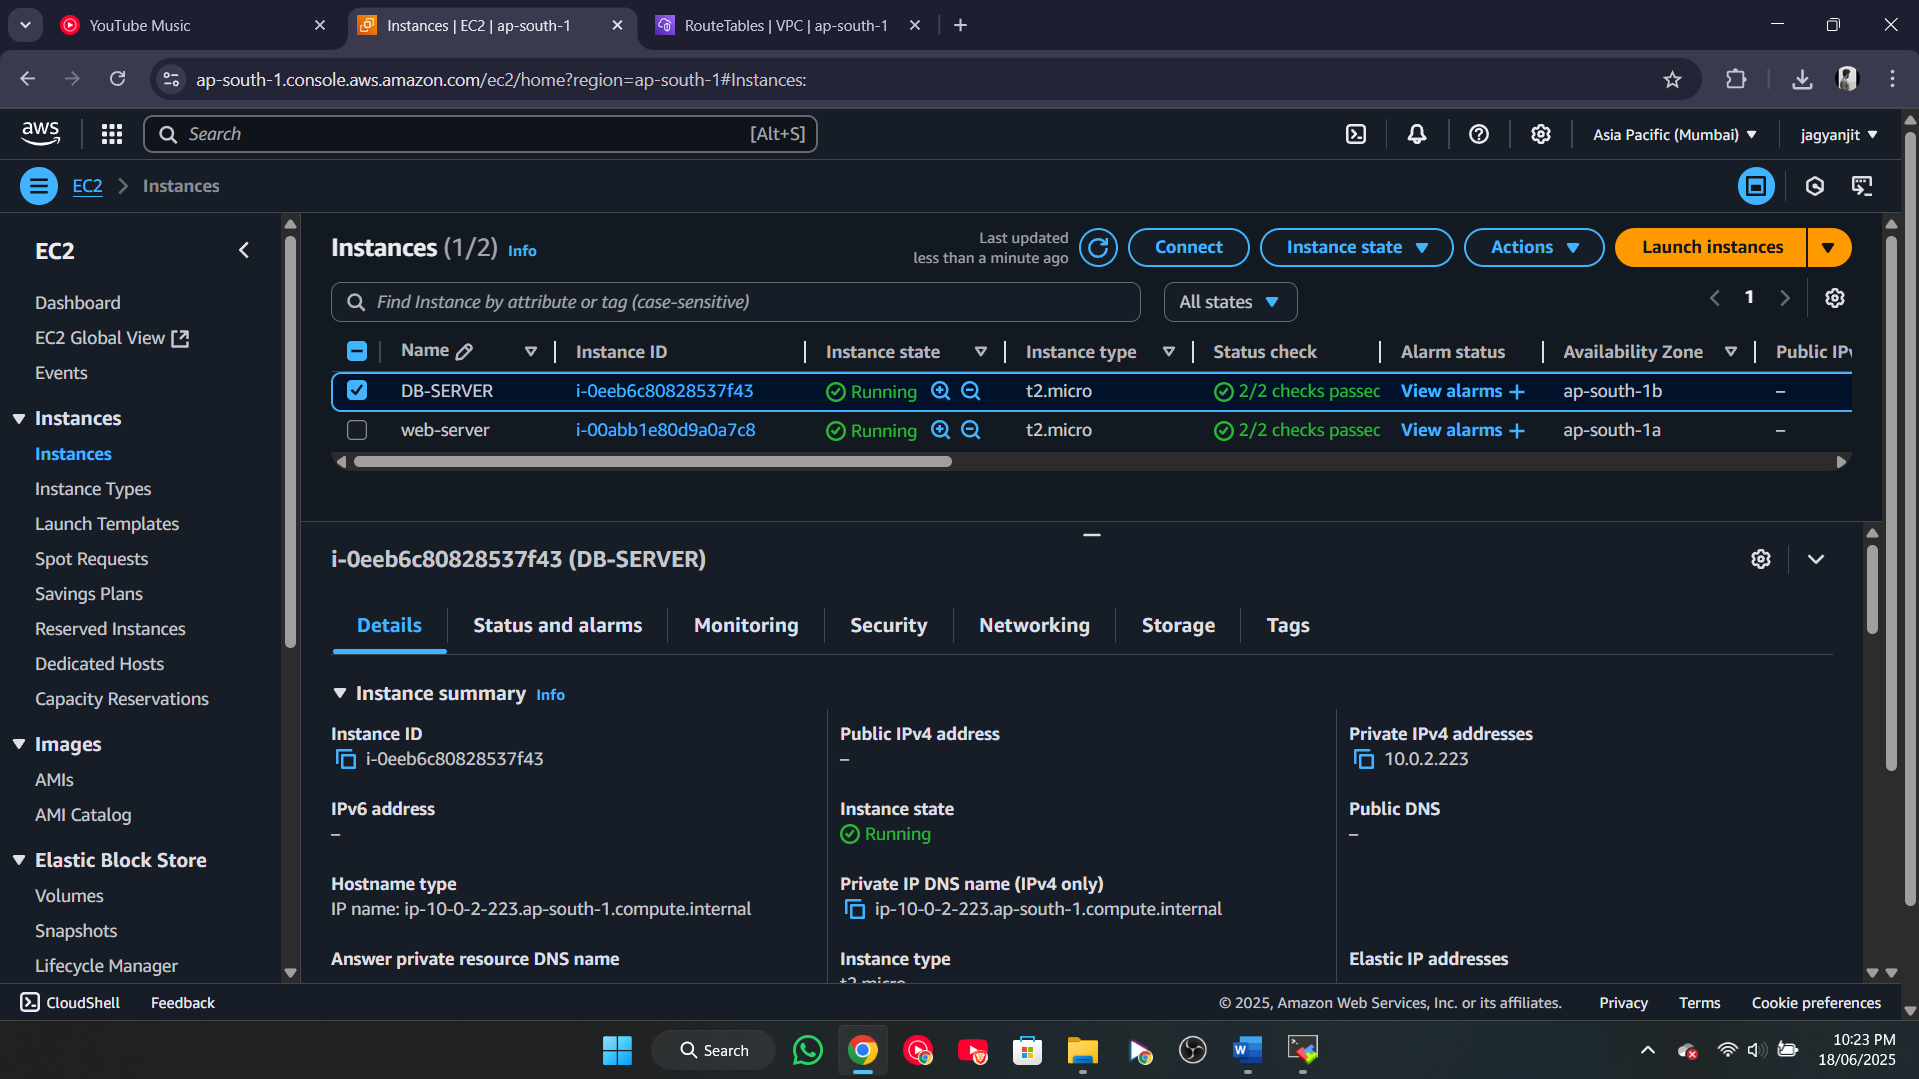 YouTube Music
Instances | EC2 | ap-south-1
RouteTables | VPC | ap-south-1
ap-south-1.console.aws.amazon.com/ec2/home?region=ap-south-1#Instances:
aws
Search
[Alt+S]
Asia Pacific (Mumbai)
jagyanjit
EC2
Instances
EC2
Dashboard
EC2 Global View
Events
Instances
Instances
Instance Types
Launch Templates
Spot Requests
Savings Plans
Reserved Instances
Dedicated Hosts
Capacity Reservations
Images
AMIs
AMI Catalog
Elastic Block Store
Volumes
Snapshots
Lifecycle Manager
Instances (1/2) Info
Last updated
less than a minute ago
Connect
Instance state
Actions
Launch instances
Find Instance by attribute or tag (case-sensitive)
All states
1
Name Instance ID Instance state Instance type Status check Alarm status Availability Zone Public IPv
DB-SERVER i-0eeb6c80828537f43 Running t2.micro 2/2 checks passed View alarms + ap-south-1b –
web-server i-00abb1e80d9a0a7c8 Running t2.micro 2/2 checks passed View alarms + ap-south-1a –
i-0eeb6c80828537f43 (DB-SERVER)
Details
Status and alarms
Monitoring
Security
Networking
Storage
Tags
Instance summary Info
Instance ID
i-0eeb6c80828537f43
Public IPv4 address
–
Private IPv4 addresses
10.0.2.223
IPv6 address
–
Instance state
Running
Public DNS
–
Hostname type
IP name: ip-10-0-2-223.ap-south-1.compute.internal
Private IP DNS name (IPv4 only)
ip-10-0-2-223.ap-south-1.compute.internal
Answer private resource DNS name
Instance type
t2.micro
Elastic IP addresses
CloudShell
Feedback
© 2025, Amazon Web Services, Inc. or its affiliates.
Privacy
Terms
Cookie preferences
Search
10:23 PM
18/06/2025